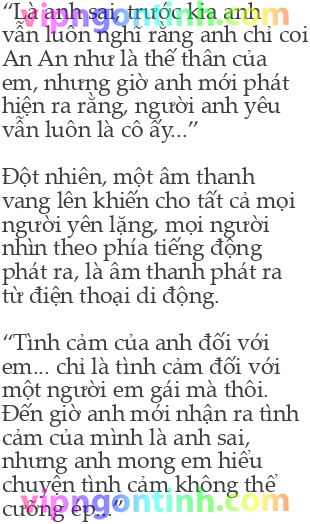 “Là anh sai, trước kia anh
vẫn luôn nghĩ rằng anh chỉ coi
An An như là thế thân của
em, nhưng giờ anh mới phát
hiện ra rằng, người anh yêu
vẫn luôn là cô ấy...”
Đột nhiên, một âm thanh
vang lên khiến cho tất cả mọi
người yên lặng, mọi người
nhìn theo phía tiếng động
phát ra, là âm thanh phát ra
từ điện thoại di động.
“Tình cảm của anh đối với
em... chỉ là tình cảm đối với
một người em gái mà thôi.
Đến giờ anh mới nhận ra tình
cảm của mình là anh sai,
nhưng anh mong em hiểu
chuyện tình cảm không thể
cưỡng ép...”
vipngontinh.com
vipngontinh.com